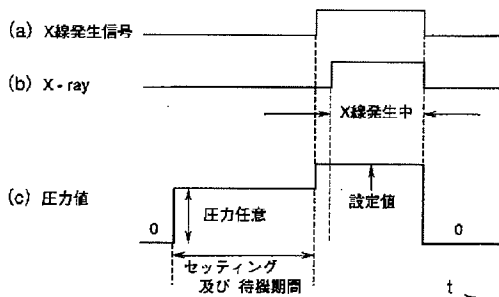 (a) X線発生信号
(b) X-ray
X線発生中
(c) 圧力値
0
圧力任意
設定値
0
セッティング
及び 待機期間
t